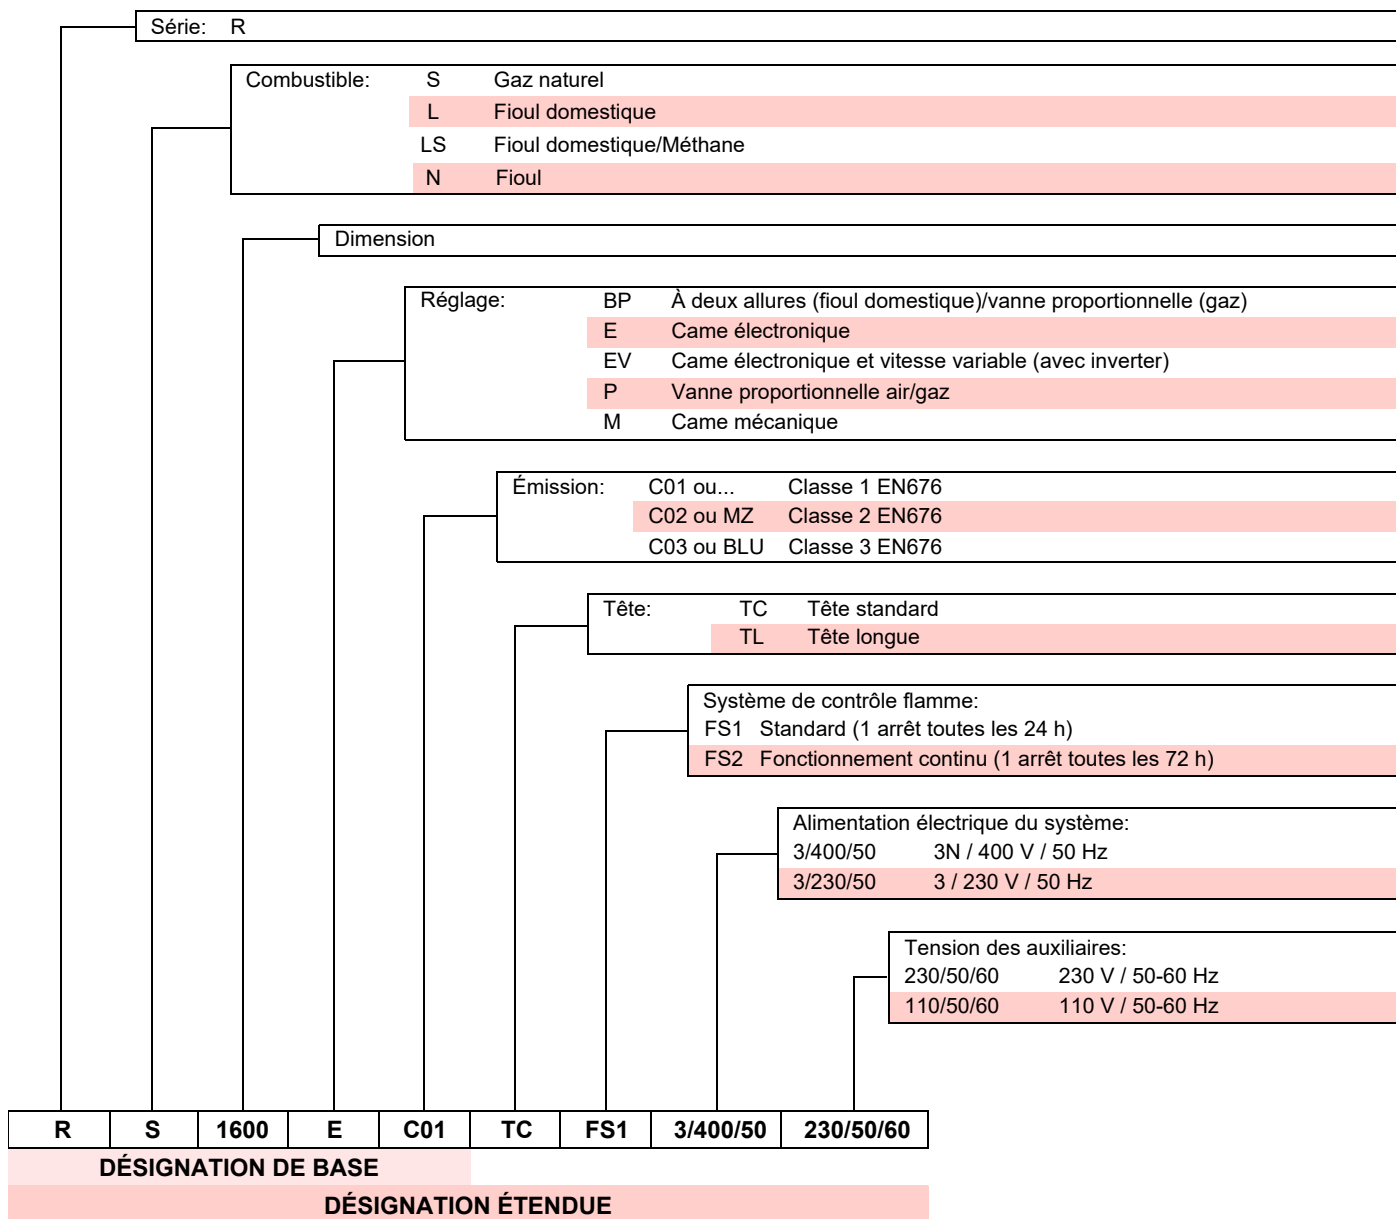 Série: R
Combustible: S Gaz naturel
L Fioul domestique
LS Fioul domestique/Méthane
N Fioul
Dimension
Réglage: BP À deux allures (fioul domestique)/vanne proportionnelle (gaz)
E Came électronique
EV Came électronique et vitesse variable (avec inverter)
P Vanne proportionnelle air/gaz
M Came mécanique
Émission: C01 ou... Classe 1 EN676
C02 ou MZ Classe 2 EN676
C03 ou BLU Classe 3 EN676
Tête: TC Tête standard
TL Tête longue
Système de contrôle flamme:
FS1 Standard (1 arrêt toutes les 24 h)
FS2 Fonctionnement continu (1 arrêt toutes les 72 h)
Alimentation électrique du système:
3/400/50 3N / 400 V / 50 Hz
3/230/50 3 / 230 V / 50 Hz
Tension des auxiliaires:
230/50/60 230 V / 50-60 Hz
110/50/60 110 V / 50-60 Hz
R S 1600 E C01 TC FS1 3/400/50 230/50/60
DÉSIGNATION DE BASE
DÉSIGNATION ÉTENDUE